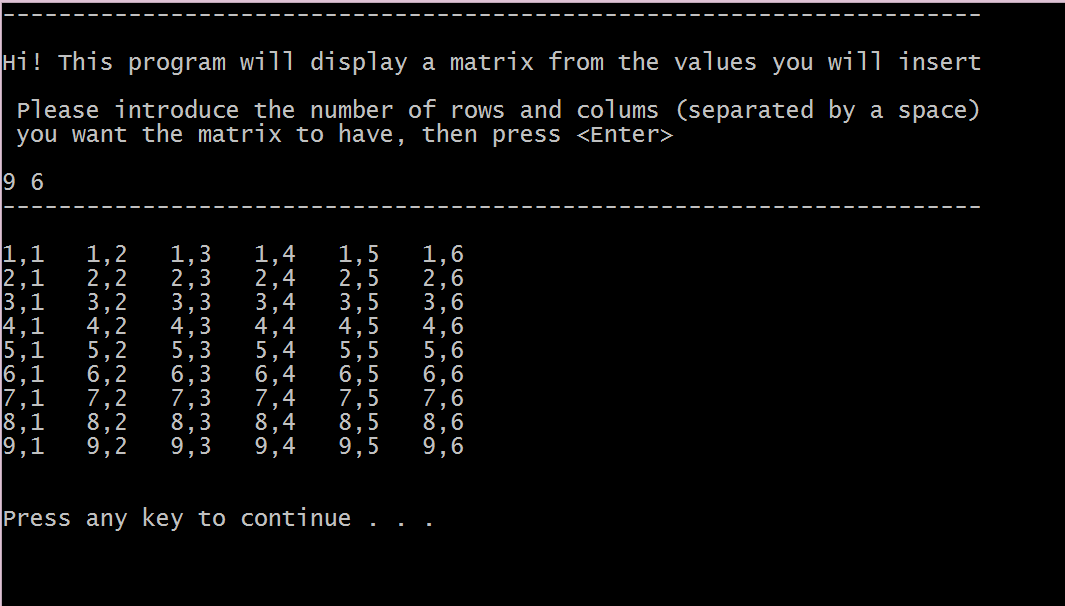 ----------------------------------------------------------------------
Hi! This program will display a matrix from the values you will insert
 Please introduce the number of rows and colums (separated by a space)
 you want the matrix to have, then press <Enter>
9 6
----------------------------------------------------------------------
1,1   1,2   1,3   1,4   1,5   1,6
2,1   2,2   2,3   2,4   2,5   2,6
3,1   3,2   3,3   3,4   3,5   3,6
4,1   4,2   4,3   4,4   4,5   4,6
5,1   5,2   5,3   5,4   5,5   5,6
6,1   6,2   6,3   6,4   6,5   6,6
7,1   7,2   7,3   7,4   7,5   7,6
8,1   8,2   8,3   8,4   8,5   8,6
9,1   9,2   9,3   9,4   9,5   9,6
Press any key to continue . . .